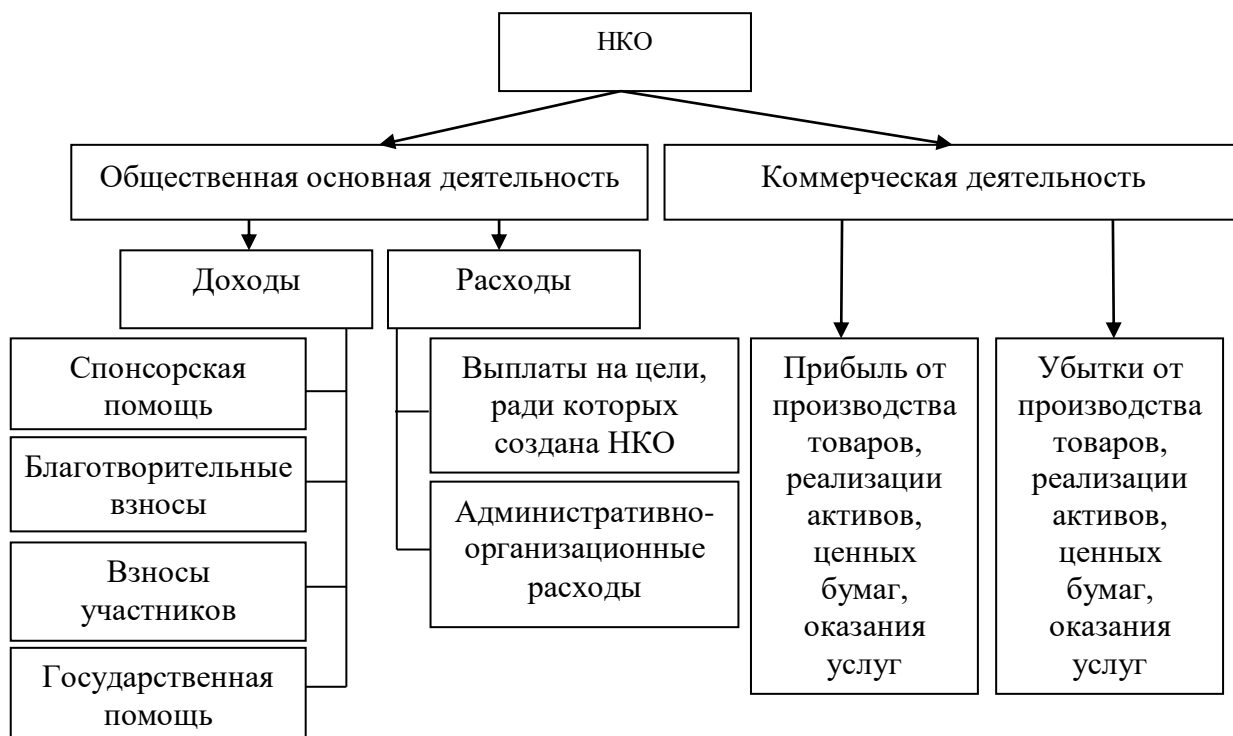 НКО
Общественная основная деятельность
Коммерческая деятельность
Доходы
Расходы
Спонсорская
помощь
Благотворительные
взносы
Взносы
участников
Государственная
помощь
Выплаты на цели,
ради которых
создана НКО
Административно-
организационные
расходы
Прибыль от
производства
товаров,
реализации
активов,
ценных
бумаг,
оказания
услуг
Убытки от
производства
товаров,
реализации
активов,
ценных
бумаг,
оказания
услуг